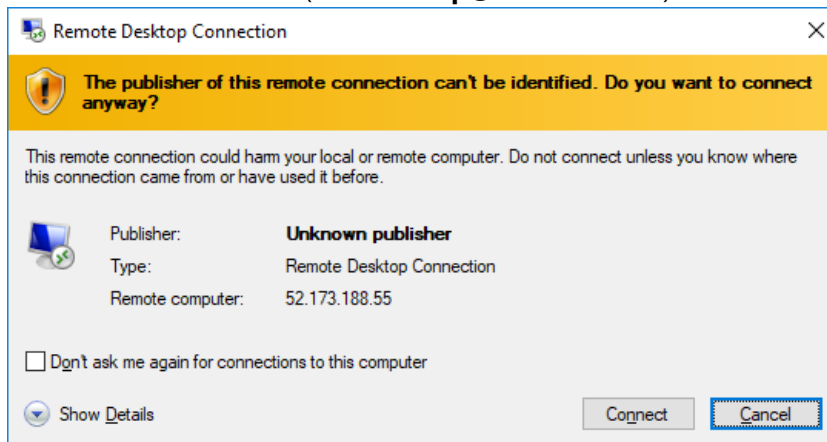 Remote Desktop Connection
The publisher of this remote connection can't be identified. Do you want to connect
anyway?
This remote connection could harm your local or remote computer. Do not connect unless you know where
this connection came from or have used it before.
Publisher: Unknown publisher
Type: Remote Desktop Connection
Remote computer: 52.173.188.55
Don't ask me again for connections to this computer
Show Details
Connect Cancel